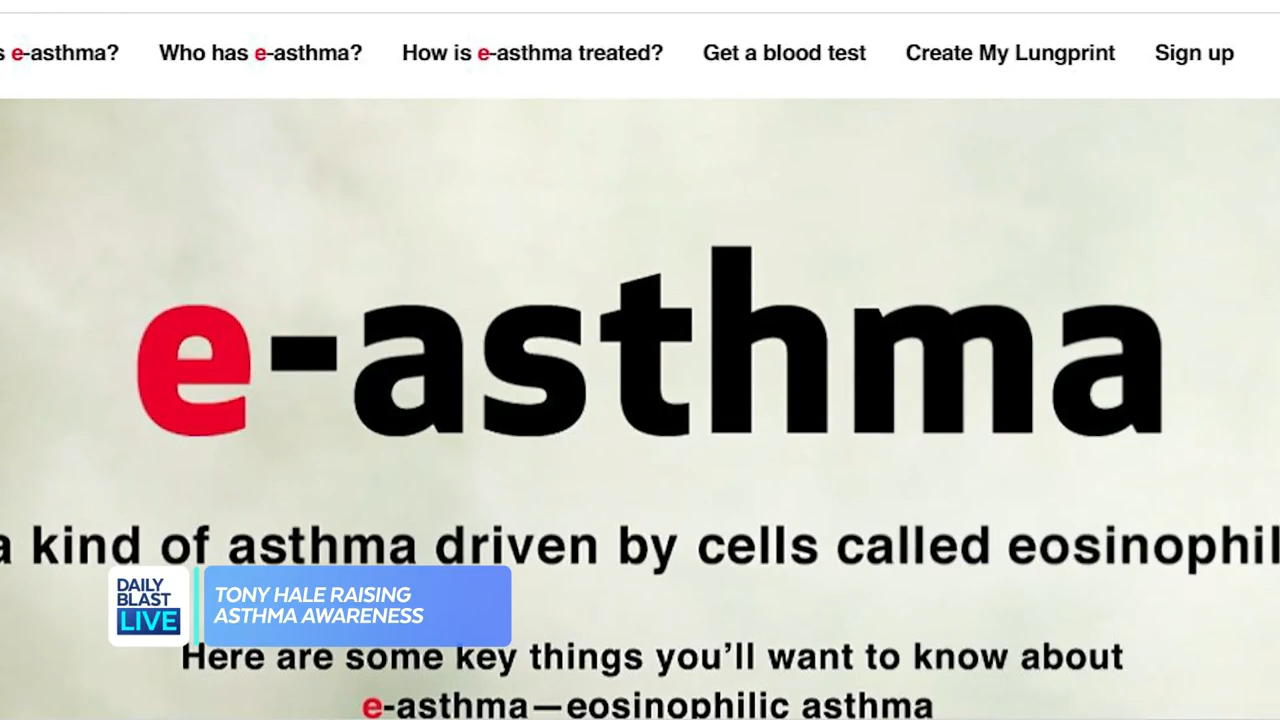 s e-asthma? Who has e-asthma? How is e-asthma treated? Get a blood test Create My Lungprint Sign up
e-asthma
a kind of asthma driven by cells called eosinophil
DAILY
BLAST
LIVE
TONY HALE RAISING
ASTHMA AWARENESS
Here are some key things you’ll want to know about
e-asthma—eosinophilic asthma